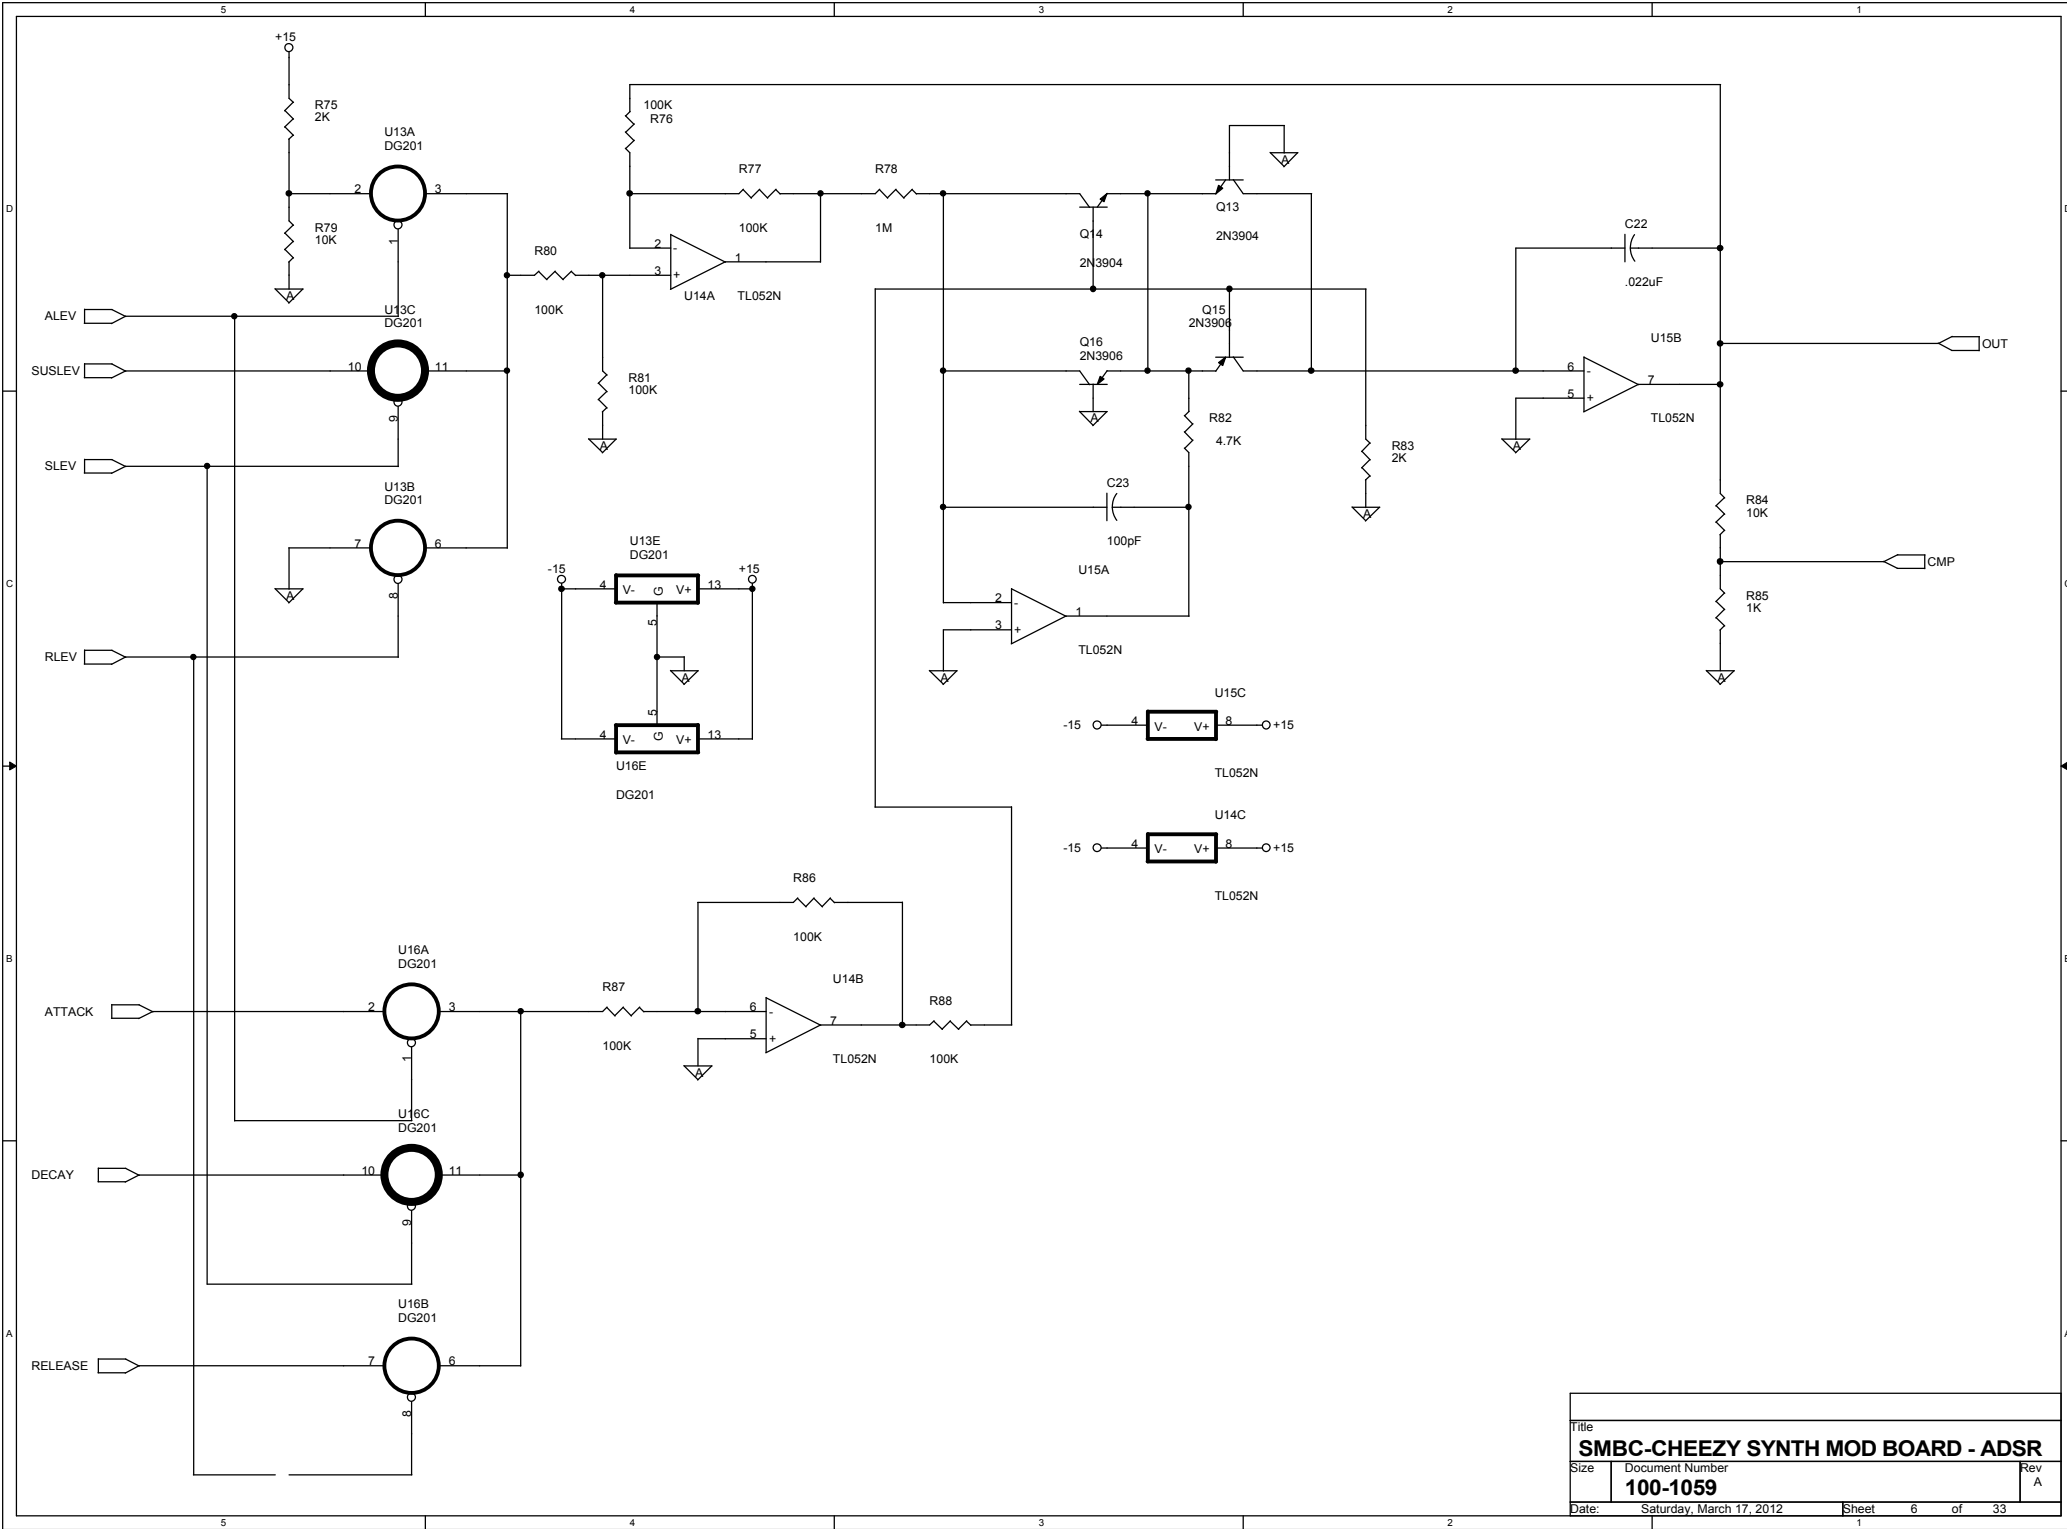 5 4 3 2 1
+15
R75
2K
U13A
DG201
2 3
1
R79
10K
A
ALEV
U13C
DG201
SUSLEV
10 11
9
SLEV
U13B
DG201
7 6
8
A
RLEV
R80
100K
R81
100K
A
100K
R76
R77
100K
R78
1M
2 -
3 +
1
U14A TL052N
Q14
2N3904
Q13
2N3904
A
Q15
2N3906
Q16
2N3906
A
R82
4.7K
R83
2K
A
C23
100pF
U15A
2 -
3 +
1
TL052N
A
C22
.022uF
U15B
6 -
5 +
7
TL052N
A
OUT
R84
10K
CMP
R85
1K
A
U13E
DG201
-15 +15
4 V- G V+ 13
5
A
5
4 V- G V+ 13
U16E
DG201
U15C
-15 4 V- V+ 8 +15
TL052N
U14C
-15 4 V- V+ 8 +15
TL052N
R86
100K
U14B
R87
100K
6 -
5 +
7
TL052N
A
R88
100K
U16A
DG201
ATTACK
2 3
1
U16C
DG201
DECAY
10 11
9
U16B
DG201
RELEASE
7 6
8
D
C
B
A
D
C
B
A
Title
SMBC-CHEEZY SYNTH MOD BOARD - ADSR
Size Document Number Rev
100-1059 A
Date: Saturday, March 17, 2012 Sheet 6 of 33
5 4 3 2 1